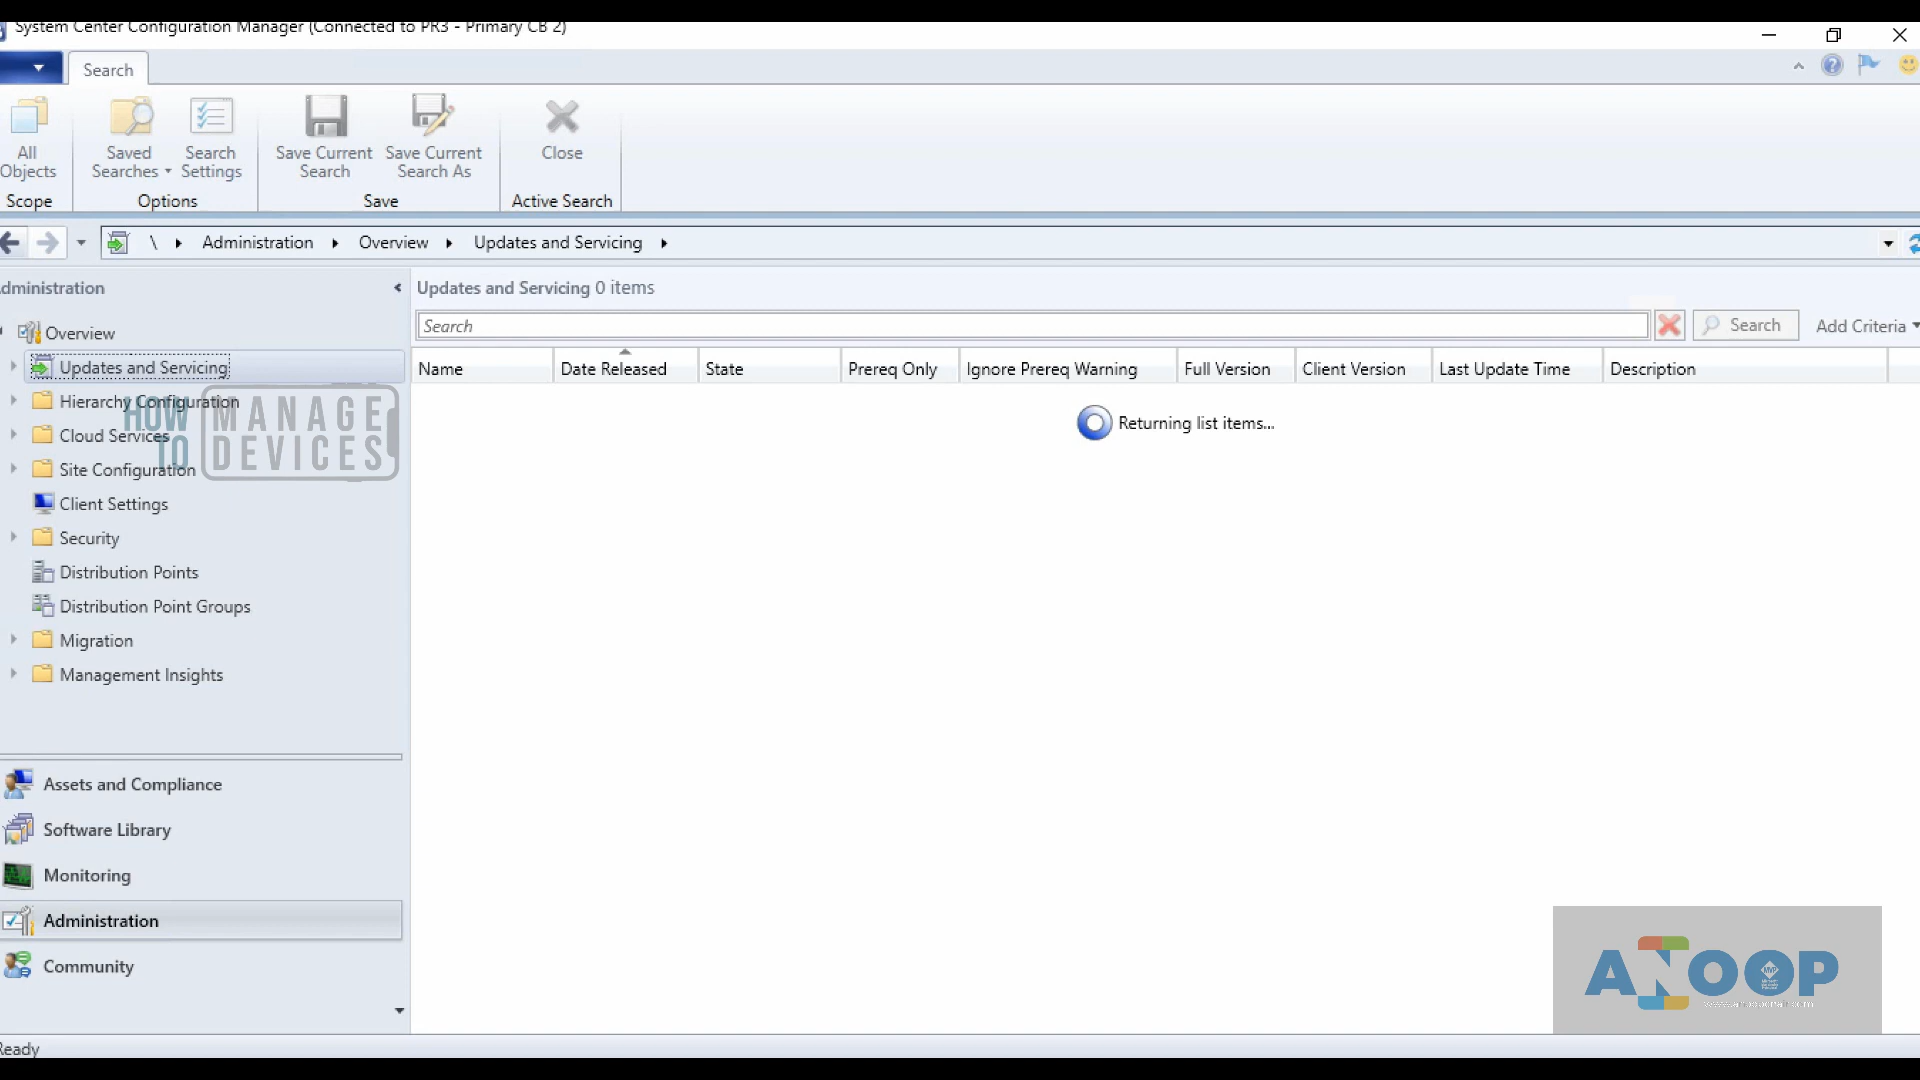 System Center Configuration Manager (Connected to PR3 - Primary CB 2)
Search
All Objects
Saved Searches
Search Settings
Save Current Search
Save Current Search As
Close
Scope
Options
Save
Active Search
\ Administration Overview Updates and Servicing
dministration
Updates and Servicing 0 items
Search
Search
Add Criteria
Overview
Updates and Servicing
Hierarchy Configuration
Cloud Services
Site Configuration
Client Settings
Security
Distribution Points
Distribution Point Groups
Migration
Management Insights
HOW TO MANAGE DEVICES
Name Date Released State Prereq Only Ignore Prereq Warning Full Version Client Version Last Update Time Description
Returning list items...
Assets and Compliance
Software Library
Monitoring
Administration
Community
ANOOP
Ready